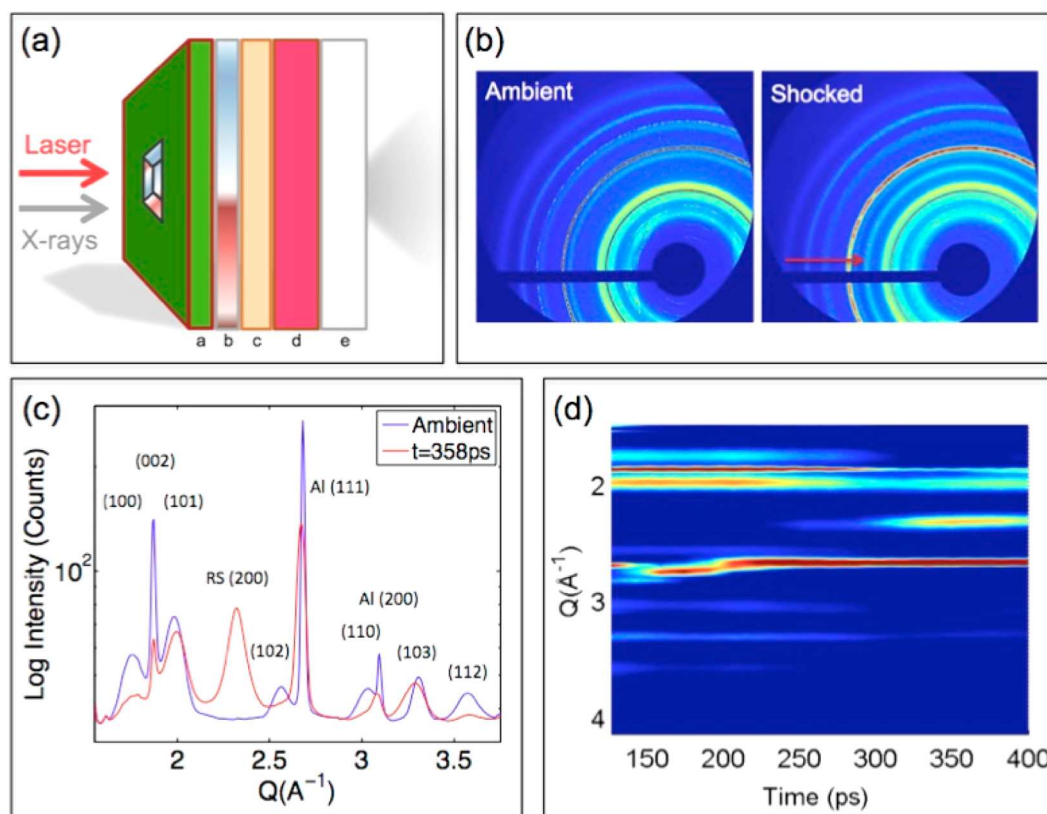 (a)
Laser
X-rays
a b c d e
(b)
Ambient
Shocked
(c)
Ambient
t=358ps
(002)
(100) (101)
Al (111)
RS (200)
Al (200)
(102) (110) (103) (112)
10²
Log Intensity (Counts)
2 2.5 3 3.5
Q(A⁻¹)
(d)
2
3
4
Q(Å⁻¹)
150 200 250 300 350 400
Time (ps)